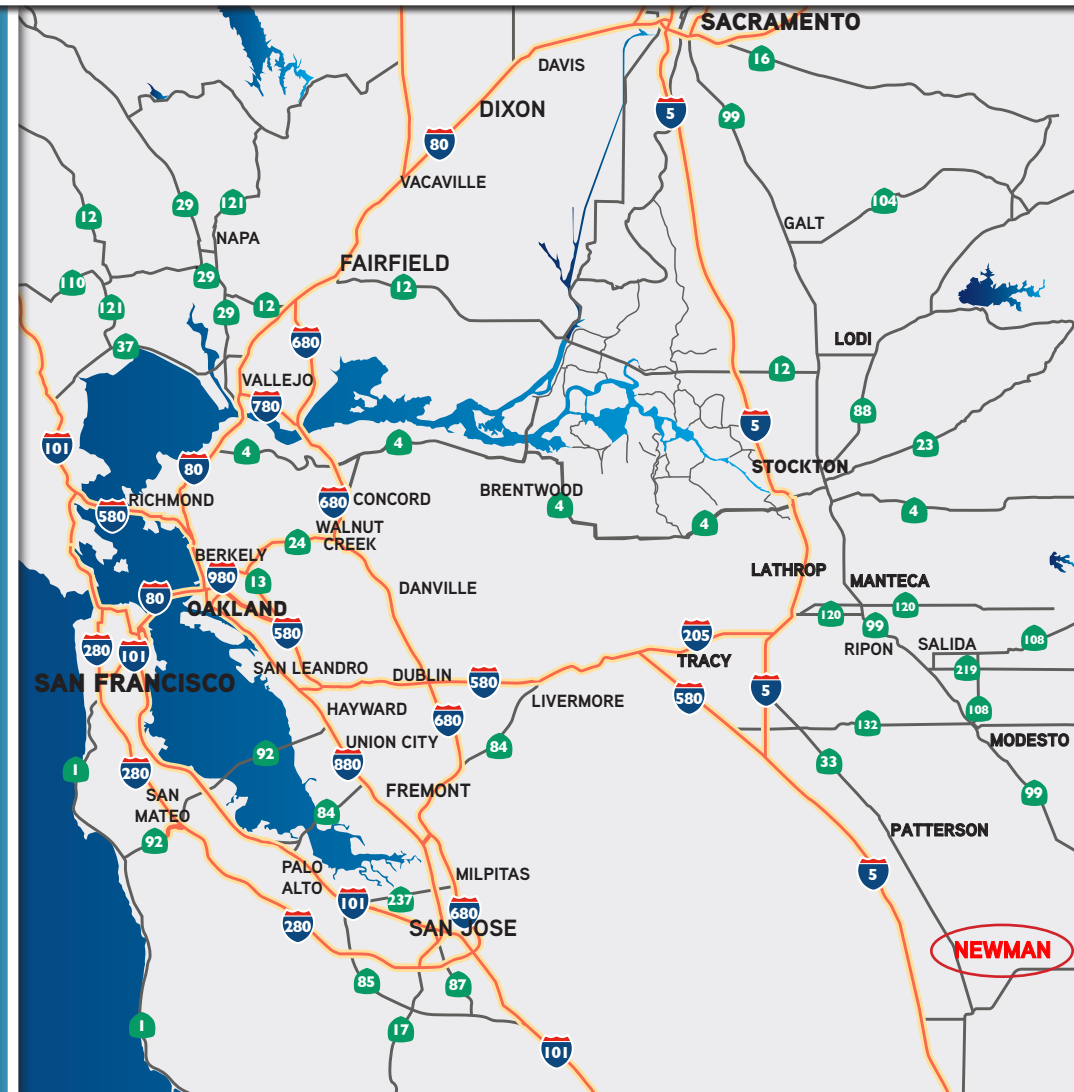 SACRAMENTO
16
DAVIS
DIXON
5
99
80
VACAVILLE
12
29
121
104
NAPA
GALT
FAIRFIELD
110
29
12
121
29
12
37
680
LODI
VALLEJO
12
780
88
101
4
4
5
23
80
STOCKTON
RICHMOND
680
CONCORD
BRENTWOOD
580
4
4
4
WALNUT
CREEK
24
BERKELY
980
13
DANVILLE
LATHROP
MANTECA
80
OAKLAND
120
120
580
205
99
108
280
101
RIPON
SALIDA
TRACY
SAN LEANDRO
DUBLIN
219
SAN FRANCISCO
580
580
5
LIVERMORE
HAYWARD
680
108
132
UNION CITY
84
MODESTO
92
880
33
1
280
FREMONT
99
SAN
MATEO
84
PATTERSON
92
PALO
ALTO
MILPITAS
5
101
237
680
280
SAN JOSE
NEWMAN
85
87
1
17
101